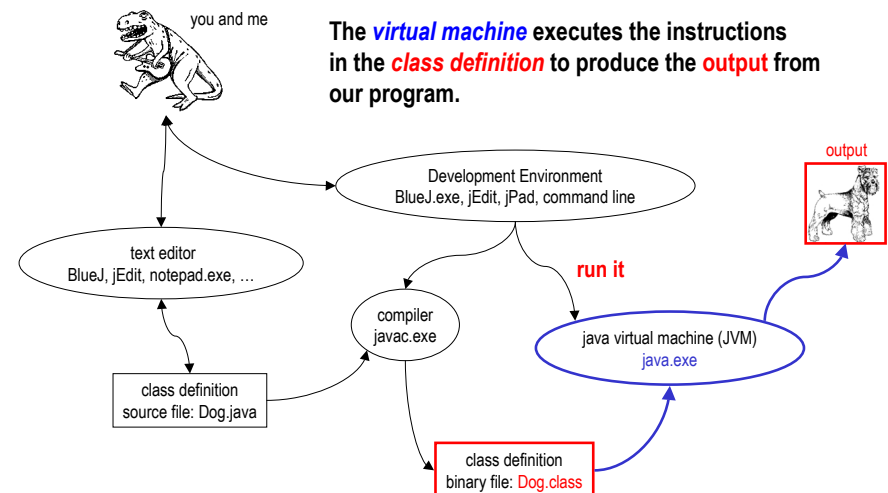 you and me
The virtual machine executes the instructions
in the class definition to produce the output from
our program.
output
Development Environment
BlueJ.exe, jEdit, jPad, command line
text editor
BlueJ, jEdit, notepad.exe, …
run it
compiler
javac.exe
java virtual machine (JVM)
java.exe
class definition
source file: Dog.java
class definition
binary file: Dog.class